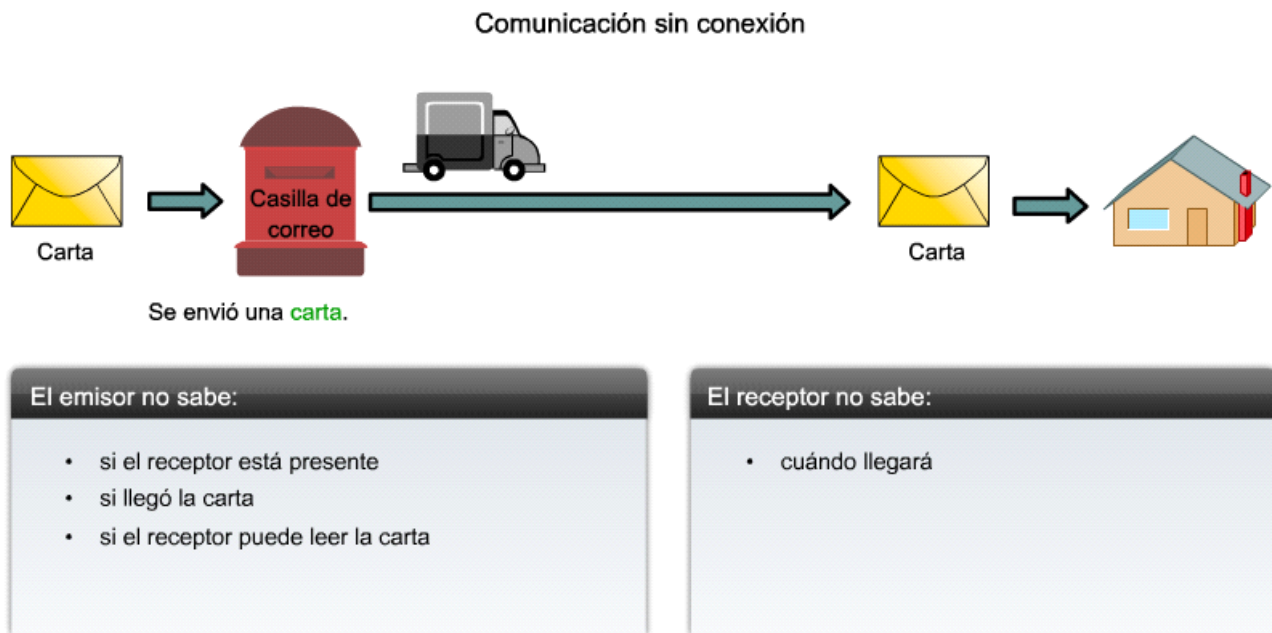 Comunicación sin conexión
Casilla de
correo
Carta
Carta
Se envió una carta.
El emisor no sabe:
• si el receptor está presente
• si llegó la carta
• si el receptor puede leer la carta
El receptor no sabe:
• cuándo llegará